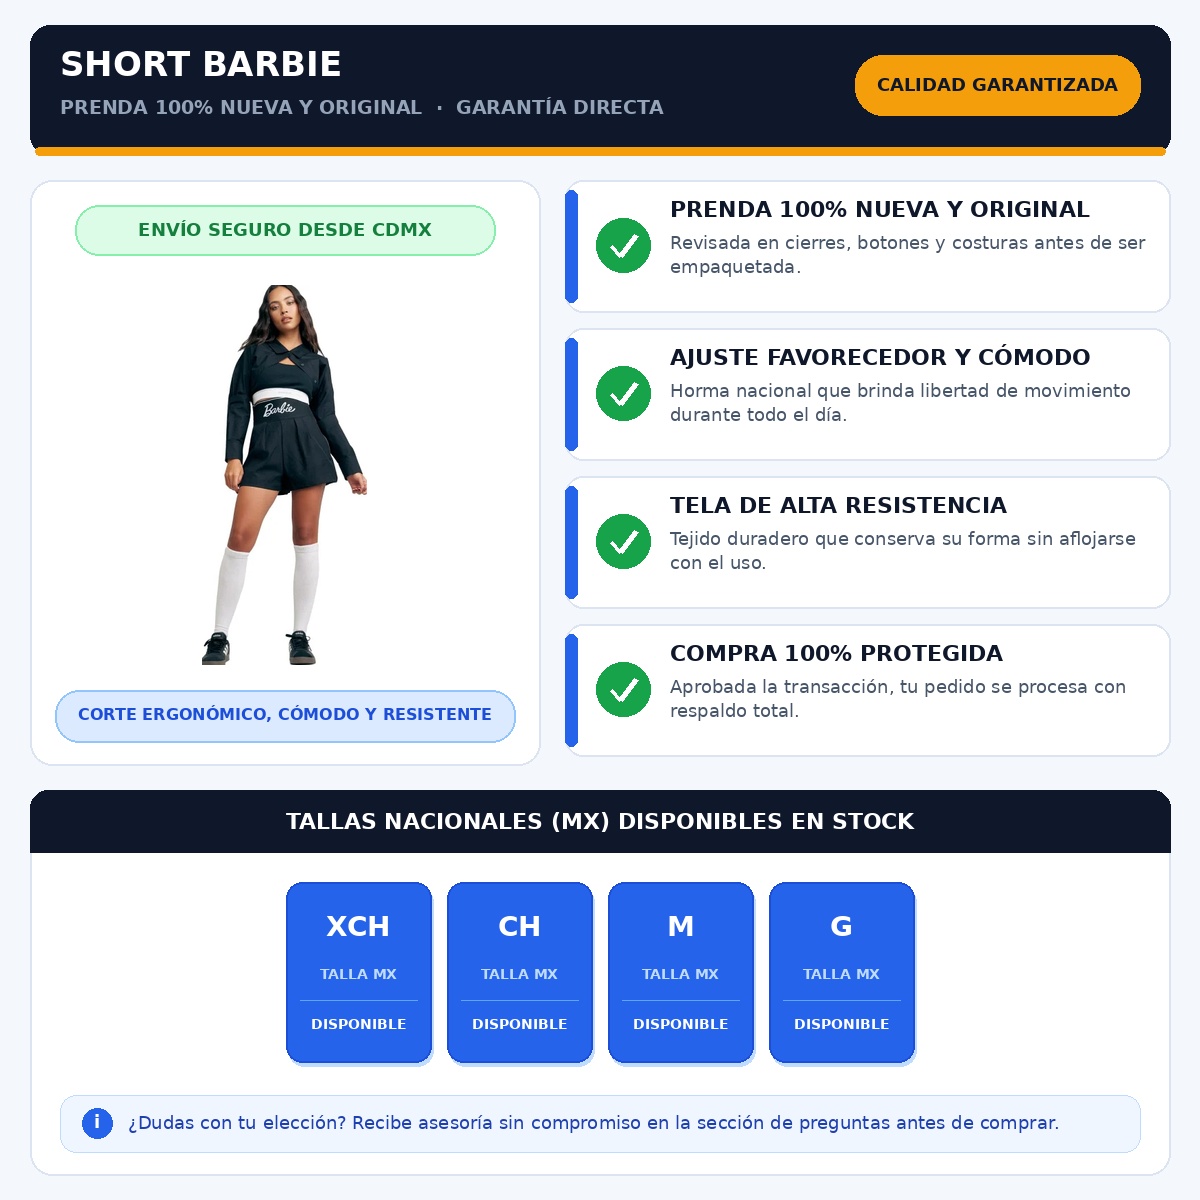 SHORT BARBIE
PRENDA 100% NUEVA Y ORIGINAL · GARANTÍA DIRECTA
CALIDAD GARANTIZADA
ENVÍO SEGURO DESDE CDMX
Barbie
CORTE ERGONÓMICO, CÓMODO Y RESISTENTE
PRENDA 100% NUEVA Y ORIGINAL
Revisada en cierres, botones y costuras antes de ser
empaquetada.
AJUSTE FAVORECEDOR Y CÓMODO
Horma nacional que brinda libertad de movimiento
durante todo el día.
TELA DE ALTA RESISTENCIA
Tejido duradero que conserva su forma sin aflojarse
con el uso.
COMPRA 100% PROTEGIDA
Aprobada la transacción, tu pedido se procesa con
respaldo total.
TALLAS NACIONALES (MX) DISPONIBLES EN STOCK
XCH
TALLA MX
DISPONIBLE
CH
TALLA MX
DISPONIBLE
M
TALLA MX
DISPONIBLE
G
TALLA MX
DISPONIBLE
i
¿Dudas con tu elección? Recibe asesoría sin compromiso en la sección de preguntas antes de comprar.